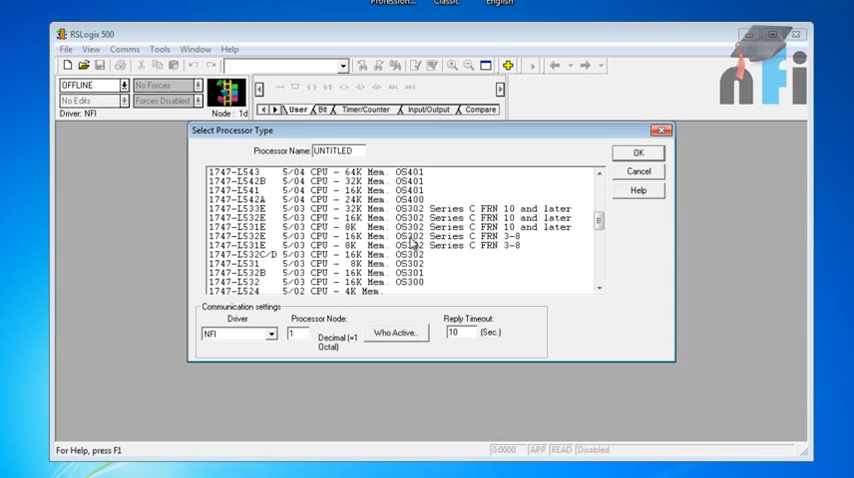 Profession... Classic English
RSLogix 500
File View Comms Tools Window Help
OFFLINE No Forces
No Edits Forces Disabled
Driver: NFI Node : 1d
User Bit Timer/Counter Input/Output Compare
nfi
Select Processor Type
Processor Name: UNTITLED
OK
Cancel
Help
1747-L543 5/04 CPU - 64K Mem. OS401
1747-L542B 5/04 CPU - 32K Mem. OS401
1747-L541 5/04 CPU - 16K Mem. OS401
1747-L542A 5/04 CPU - 24K Mem. OS400
1747-L533E 5/03 CPU - 32K Mem. OS302 Series C FRN 10 and later
1747-L532E 5/03 CPU - 16K Mem. OS302 Series C FRN 10 and later
1747-L531E 5/03 CPU - 8K Mem. OS302 Series C FRN 10 and later
1747-L532E 5/03 CPU - 16K Mem. OS302 Series C FRN 3-8
1747-L531E 5/03 CPU - 8K Mem. OS302 Series C FRN 3-8
1747-L532C/D 5/03 CPU - 16K Mem. OS302
1747-L531 5/03 CPU - 8K Mem. OS302
1747-L532B 5/03 CPU - 16K Mem. OS301
1747-L532 5/03 CPU - 16K Mem. OS300
1747-L524 5/02 CPU - 4K Mem.
Communication settings
Driver Processor Node: Reply Timeout:
NFI 1 Decimal (=1 Octal) Who Active.. 10 (Sec.)
For Help, press F1 0:0000 APP READ Disabled